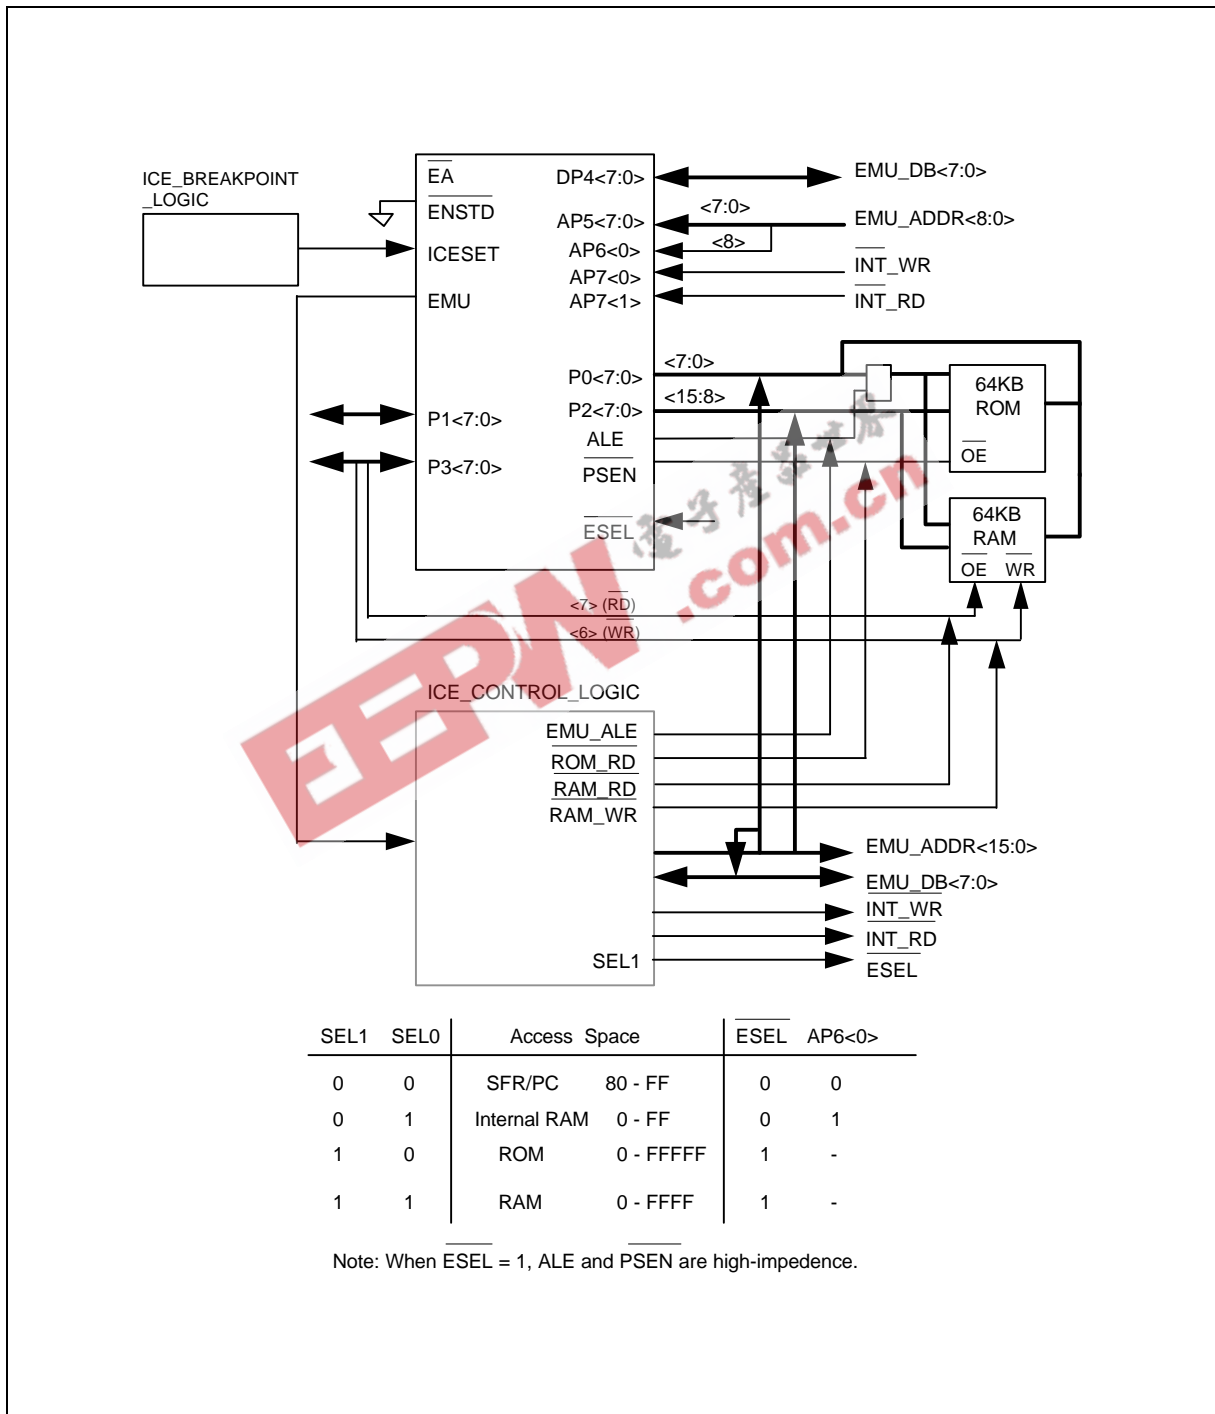 ICE_BREAKPOINT
_LOGIC
EA
ENSTD
ICESET
EMU
P1<7:0>
P3<7:0>
DP4<7:0>
AP5<7:0>
AP6<0>
AP7<0>
AP7<1>
P0<7:0>
P2<7:0>
ALE
PSEN
ESEL
<7:0>
<8>
EMU_DB<7:0>
EMU_ADDR<8:0>
INT_WR
INT_RD
<7:0>
<15:8>
64KB
ROM
OE
64KB
RAM
OE WR
<7> (RD)
<6> (WR)
電子產品世界
EEPW.com.cn
ICE_CONTROL_LOGIC
EMU_ALE
ROM_RD
RAM_RD
RAM_WR
SEL1
EMU_ADDR<15:0>
EMU_DB<7:0>
INT_WR
INT_RD
ESEL
SEL1 SEL0 Access Space ESEL AP6<0>
0 0 SFR/PC 80 - FF 0 0
0 1 Internal RAM 0 - FF 0 1
1 0 ROM 0 - FFFFF 1 -
1 1 RAM 0 - FFFF 1 -
Note: When ESEL = 1, ALE and PSEN are high-impedence.